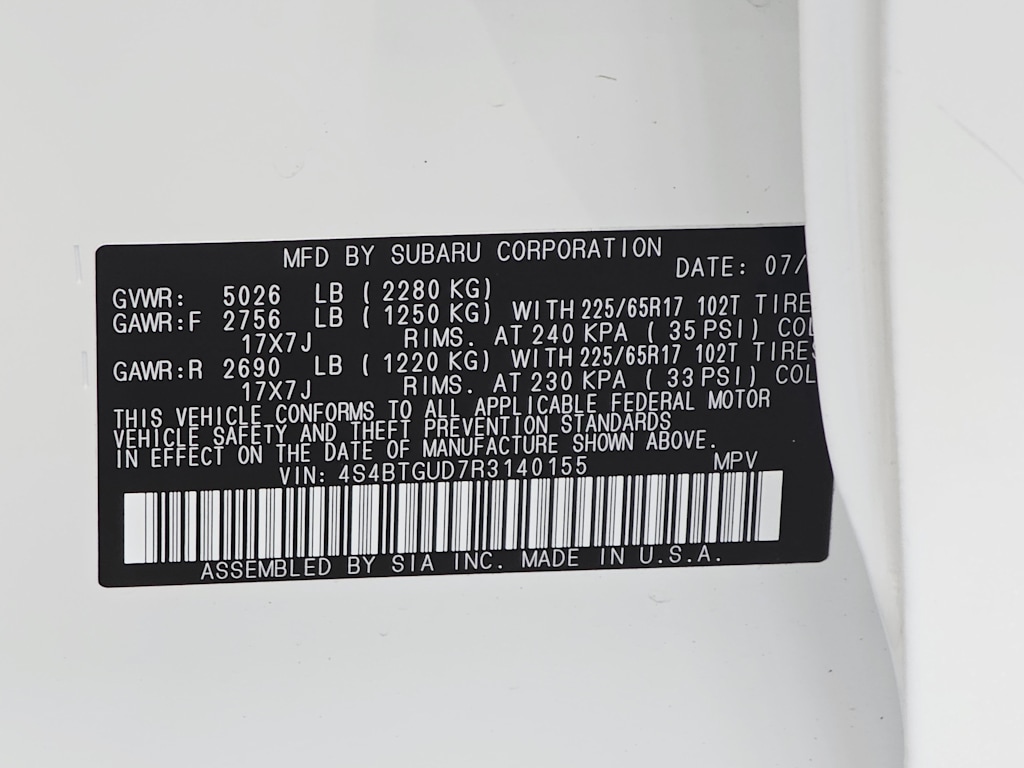 MFD BY SUBARU CORPORATION
DATE: 07/
GVWR: 5026 LB ( 2280 KG)
GAWR:F 2756 LB ( 1250 KG) WITH 225/65R17 102T TIRE
17X7J RIMS. AT 240 KPA ( 35 PSI) COL
GAWR:R 2690 LB ( 1220 KG) WITH 225/65R17 102T TIRES
17X7J RIMS. AT 230 KPA ( 33 PSI) COL
THIS VEHICLE CONFORMS TO ALL APPLICABLE FEDERAL MOTOR
VEHICLE SAFETY AND THEFT PREVENTION STANDARDS
IN EFFECT ON THE DATE OF MANUFACTURE SHOWN ABOVE.
VIN: 4S4BTGUD7R3140155 MPV
ASSEMBLED BY SIA INC. MADE IN U.S.A.